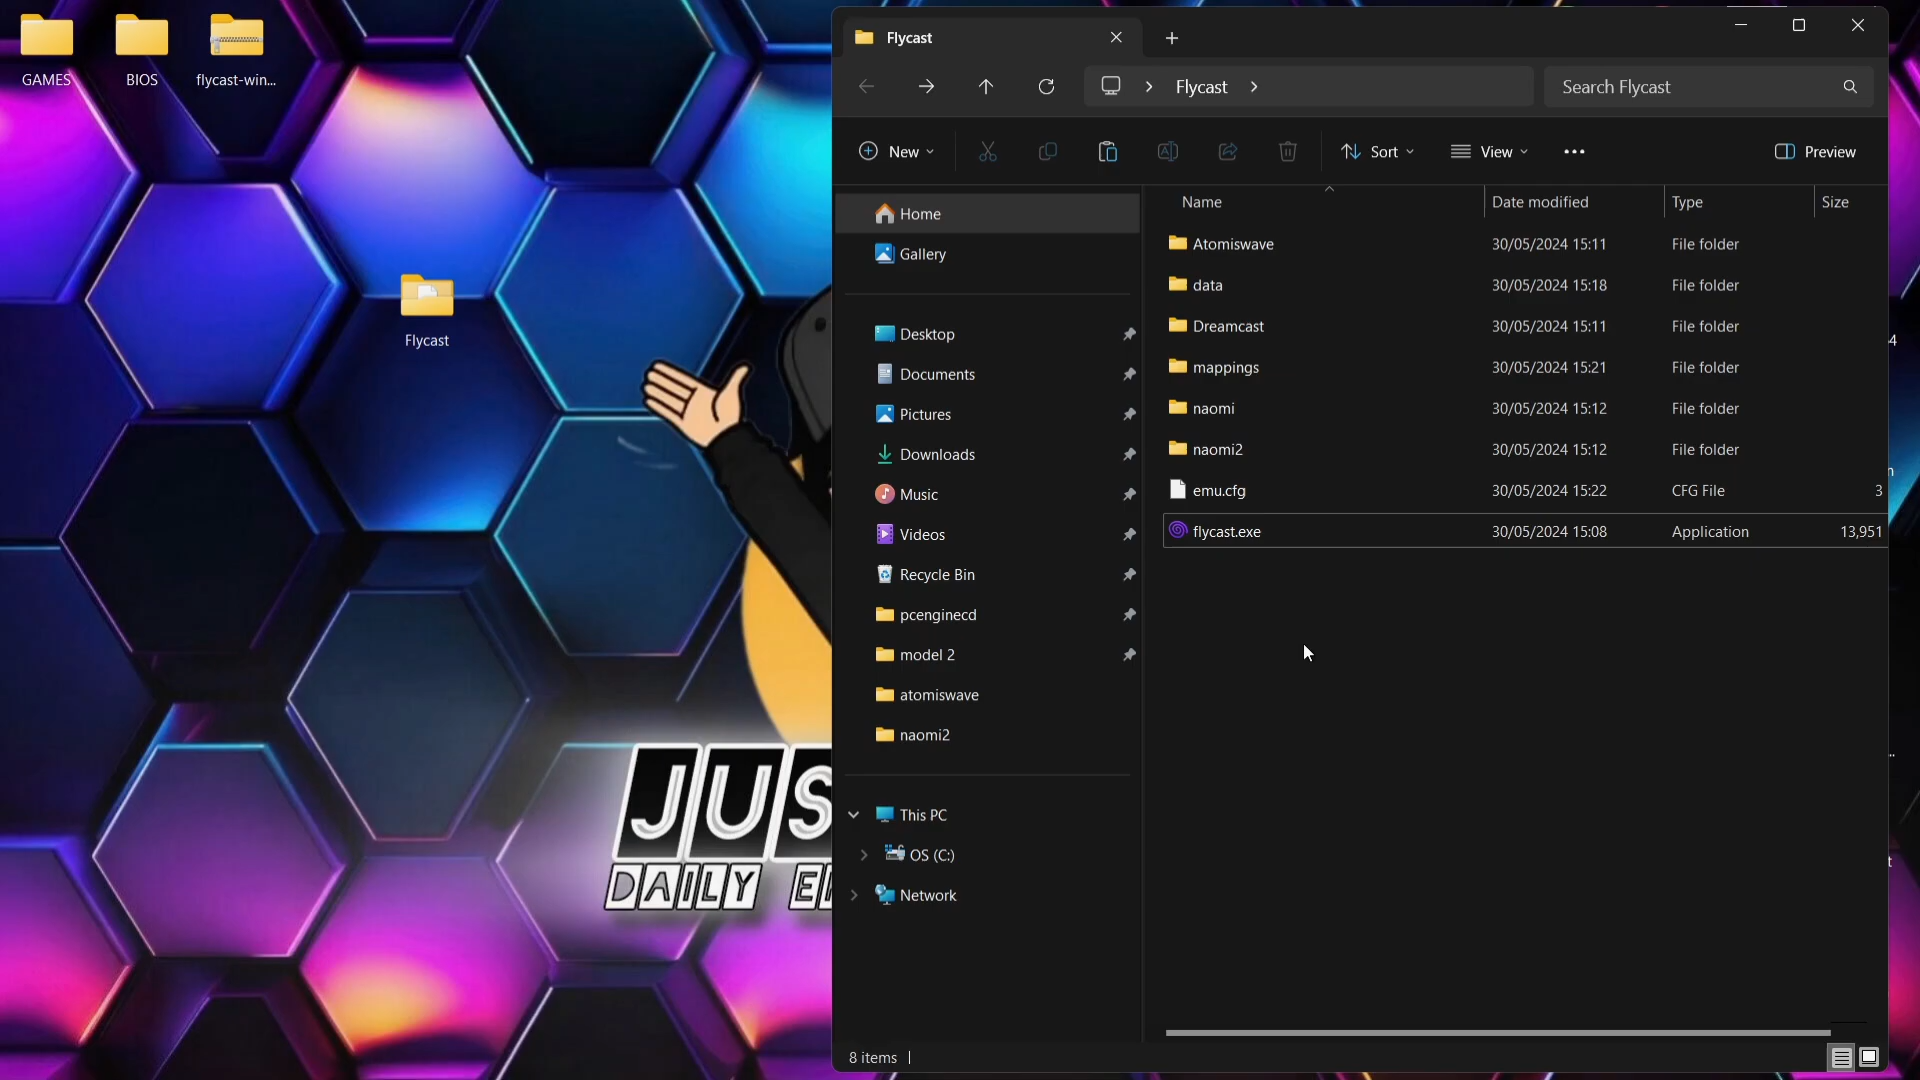 GAMES
BIOS
flycast-win...
Flycast
JUS
DAILY
Flycast
Flycast
Search Flycast
New
Sort
View
Preview
Home
Gallery
Desktop
Documents
Pictures
Downloads
Music
Videos
Recycle Bin
pcenginecd
model 2
atomiswave
naomi2
This PC
OS (C:)
Network
Name Date modified Type Size
Atomiswave 30/05/2024 15:11 File folder
data 30/05/2024 15:18 File folder
Dreamcast 30/05/2024 15:11 File folder
mappings 30/05/2024 15:21 File folder
naomi 30/05/2024 15:12 File folder
naomi2 30/05/2024 15:12 File folder
emu.cfg 30/05/2024 15:22 CFG File 3
flycast.exe 30/05/2024 15:08 Application 13,951
8 items